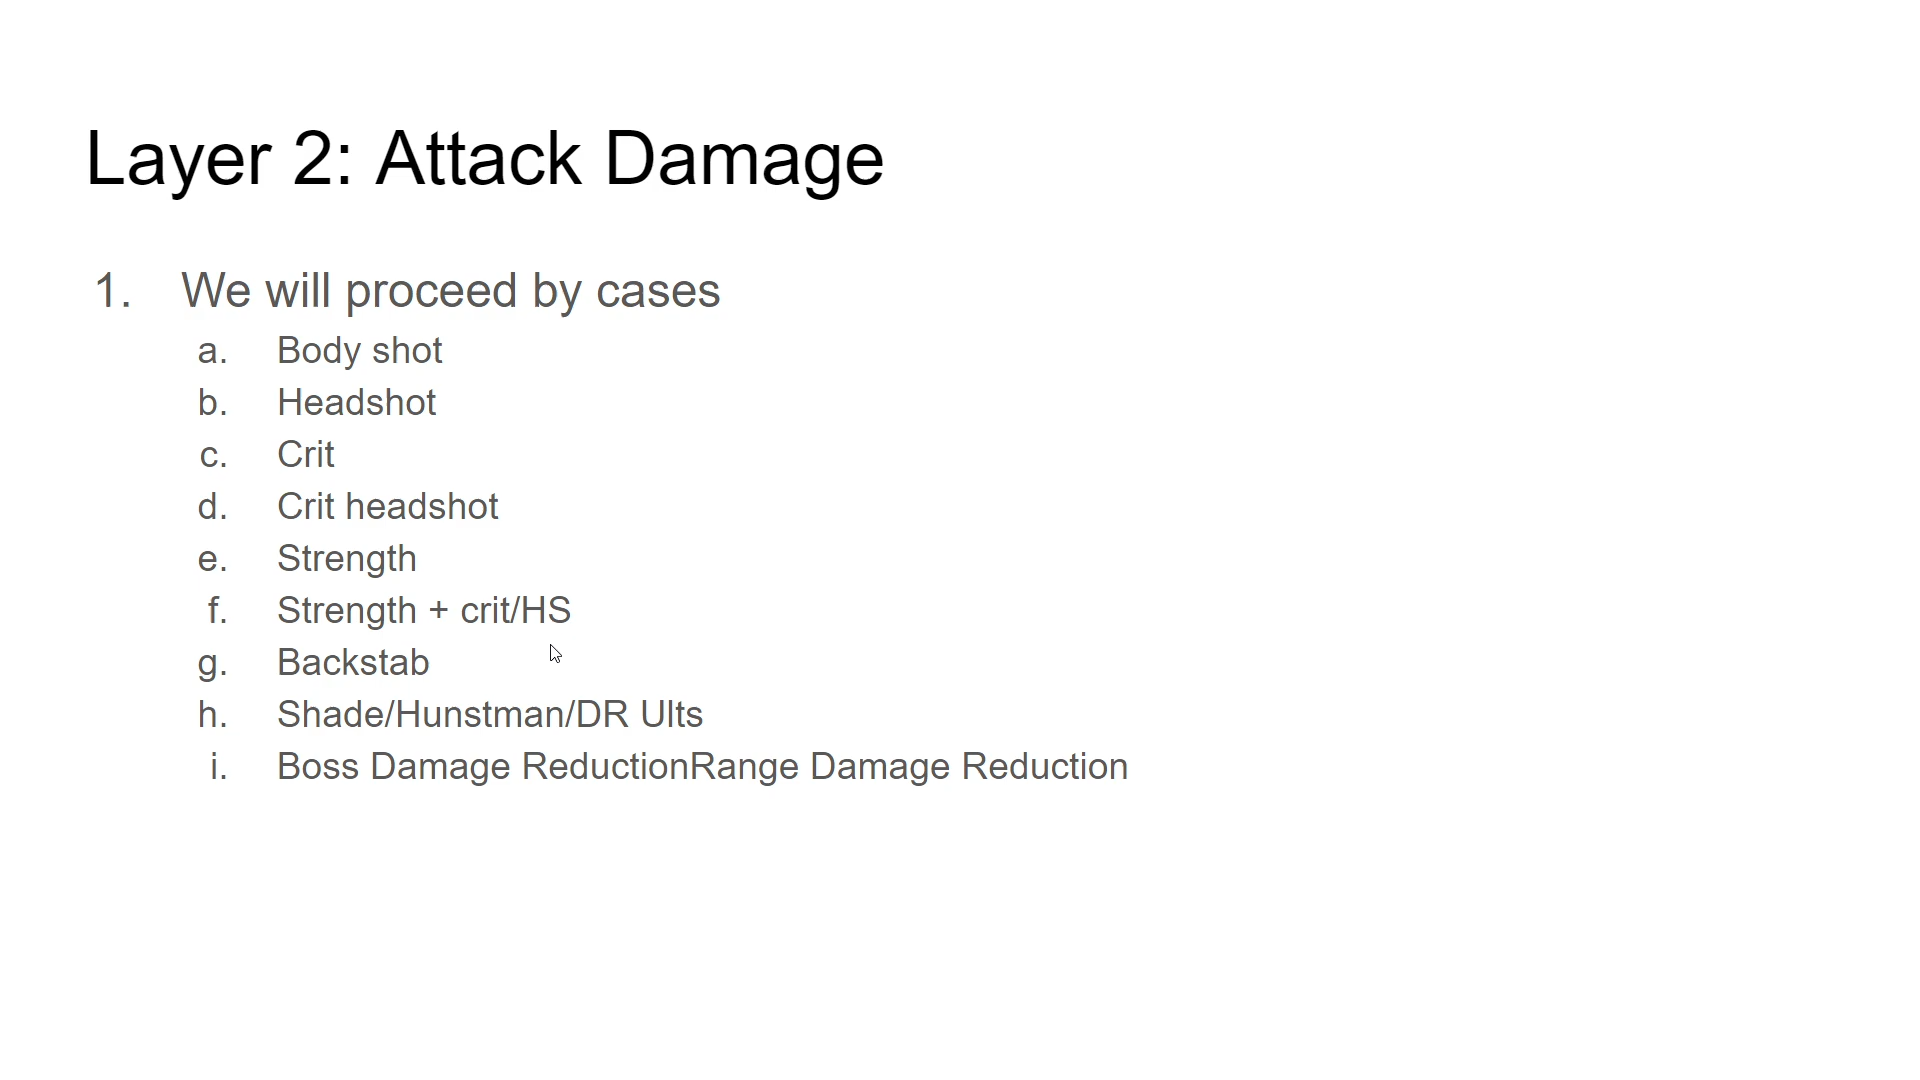 Layer 2: Attack Damage
1. We will proceed by cases
a. Body shot
b. Headshot
c. Crit
d. Crit headshot
e. Strength
f. Strength + crit/HS
g. Backstab
h. Shade/Hunstman/DR Ults
i. Boss Damage ReductionRange Damage Reduction